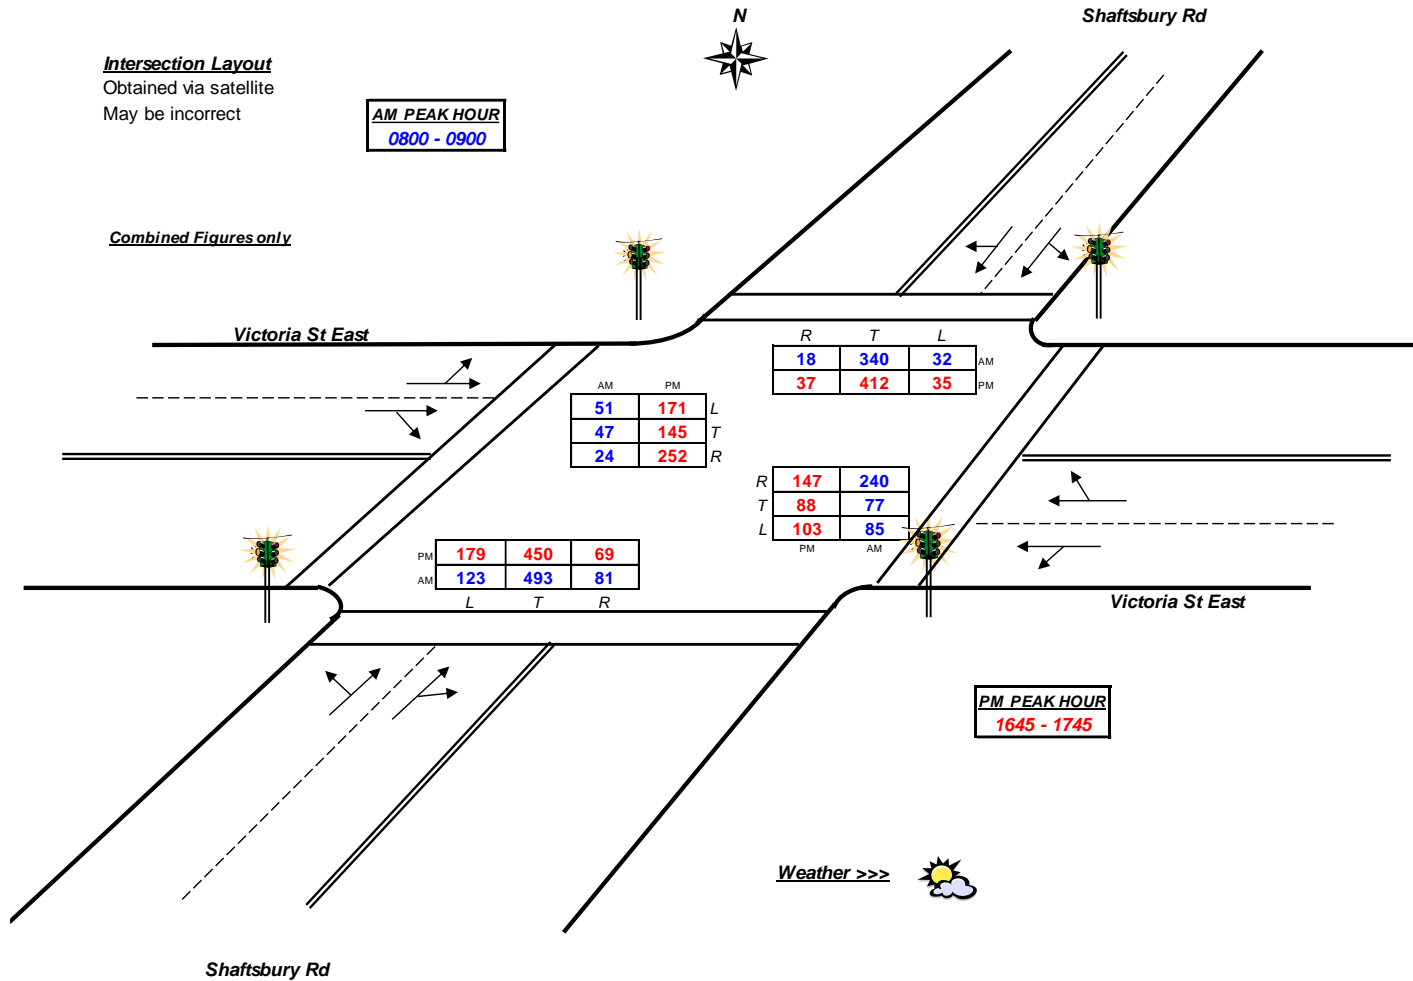 N
Shaftsbury Rd
Intersection Layout
Obtained via satellite
May be incorrect
AM PEAK HOUR
0800 - 0900
Combined Figures only
Victoria St East
R T L
18 340 32 AM
37 412 35 PM
AM PM
51 171 L
47 145 T
24 252 R
R 147 240
T 88 77
L 103 85
PM AM
PM 179 450 69
AM 123 493 81
L T R
Victoria St East
PM PEAK HOUR
1645 - 1745
Weather >>>
Shaftsbury Rd